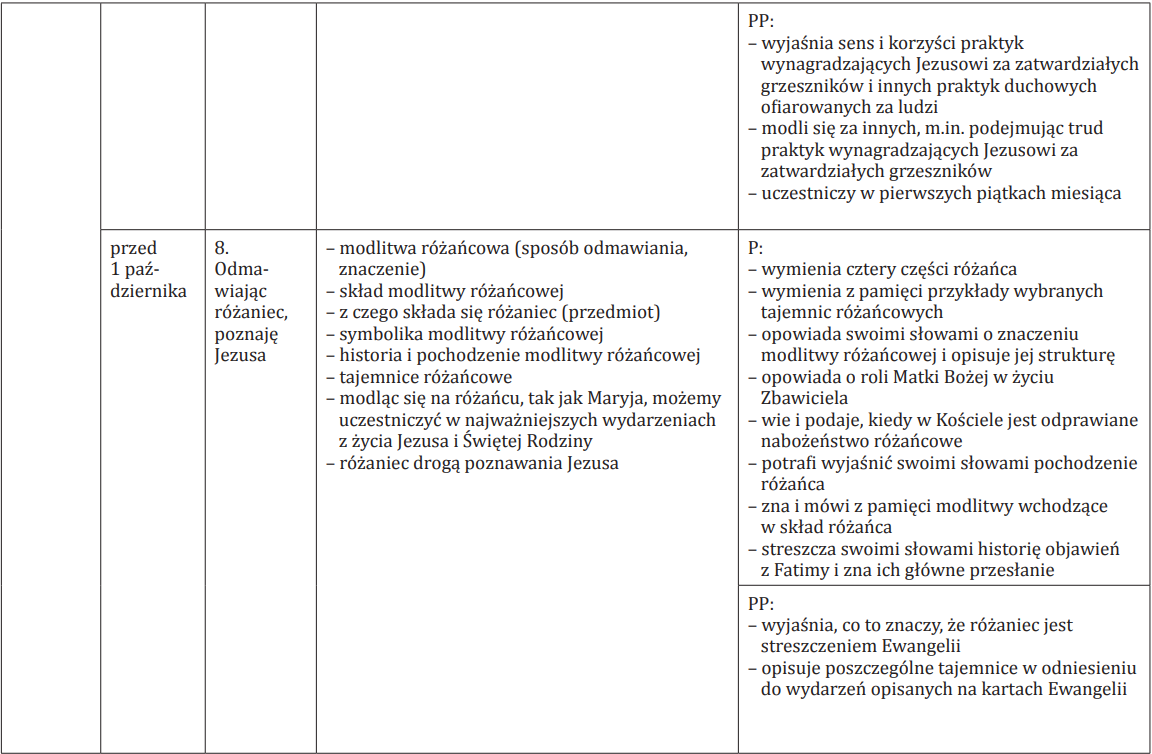 PP:
– wyjaśnia sens i korzyści praktyk
wynagradzających Jezusowi za zatwardziałych
grzeszników i innych praktyk duchowych
ofiarowanych za ludzi
– modli się za innych, m.in. podejmując trud
praktyk wynagradzających Jezusowi za
zatwardziałych grzeszników
– uczestniczy w pierwszych piątkach miesiąca
przed
1 paź-
dziernika
8.
Odma-
wiając
różaniec,
poznaję
Jezusa
– modlitwa różańcowa (sposób odmawiania,
znaczenie)
– skład modlitwy różańcowej
– z czego składa się różaniec (przedmiot)
– symbolika modlitwy różańcowej
– historia i pochodzenie modlitwy różańcowej
– tajemnice różańcowe
– modląc się na różańcu, tak jak Maryja, możemy
uczestniczyć w najważniejszych wydarzeniach
z życia Jezusa i Świętej Rodziny
– różaniec drogą poznawania Jezusa
P:
– wymienia cztery części różańca
– wymienia z pamięci przykłady wybranych
tajemnic różańcowych
– opowiada swoimi słowami o znaczeniu
modlitwy różańcowej i opisuje jej strukturę
– opowiada o roli Matki Bożej w życiu
Zbawiciela
– wie i podaje, kiedy w Kościele jest odprawiane
nabożeństwo różańcowe
– potrafi wyjaśnić swoimi słowami pochodzenie
różańca
– zna i mówi z pamięci modlitwy wchodzące
w skład różańca
– streszcza swoimi słowami historię objawień
z Fatimy i zna ich główne przesłanie
PP:
– wyjaśnia, co to znaczy, że różaniec jest
streszczeniem Ewangelii
– opisuje poszczególne tajemnice w odniesieniu
do wydarzeń opisanych na kartach Ewangelii